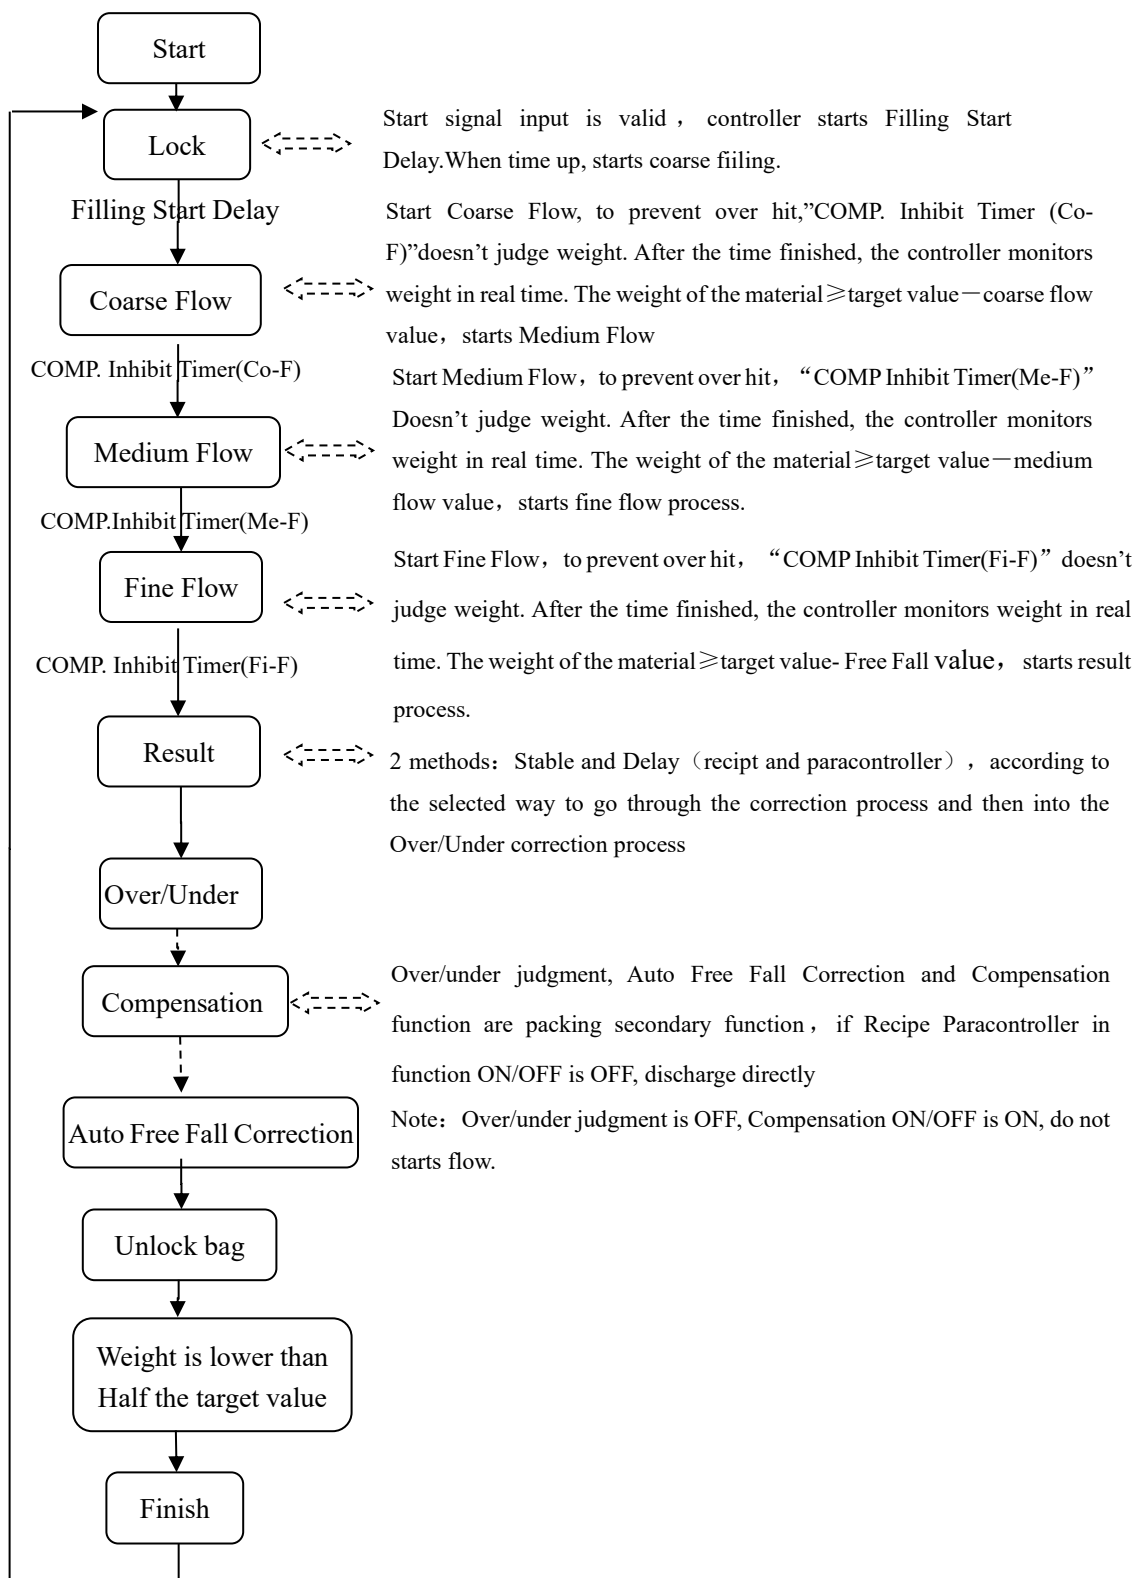 Start
Lock
Start signal input is valid ，controller starts Filling Start
Delay.When time up, starts coarse fiiling.
Filling Start Delay
Start Coarse Flow, to prevent over hit,”COMP. Inhibit Timer (Co-
F)”doesn’t judge weight. After the time finished, the controller monitors
weight in real time. The weight of the material≥target value－coarse flow
value，starts Medium Flow
Coarse Flow
COMP. Inhibit Timer(Co-F)
Start Medium Flow，to prevent over hit，“COMP Inhibit Timer(Me-F)”
Doesn’t judge weight. After the time finished, the controller monitors
weight in real time. The weight of the material≥target value－medium
flow value，starts fine flow process.
Medium Flow
COMP.Inhibit Timer(Me-F)
Start Fine Flow，to prevent over hit，“COMP Inhibit Timer(Fi-F)” doesn’t
judge weight. After the time finished, the controller monitors weight in real
time. The weight of the material≥target value- Free Fall value，starts result
process.
Fine Flow
COMP. Inhibit Timer(Fi-F)
Result
2 methods：Stable and Delay（recipt and paracontroller），according to
the selected way to go through the correction process and then into the
Over/Under correction process
Over/Under
Compensation
Over/under judgment, Auto Free Fall Correction and Compensation
function are packing secondary function，if Recipe Paracontroller in
function ON/OFF is OFF, discharge directly
Note：Over/under judgment is OFF, Compensation ON/OFF is ON, do not
starts flow.
Auto Free Fall Correction
Unlock bag
Weight is lower than
Half the target value
Finish